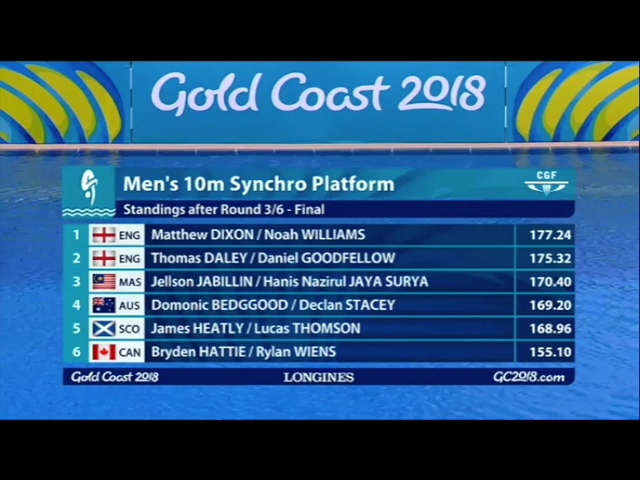 Gold Coast 2018
Men's 10m Synchro Platform
CGF
Standings after Round 3/6 - Final
1 ENG Matthew DIXON / Noah WILLIAMS 177.24
2 ENG Thomas DALEY / Daniel GOODFELLOW 175.32
3 MAS Jellson JABILLIN / Hanis Nazirul JAYA SURYA 170.40
4 AUS Domonic BEDGGOOD / Declan STACEY 169.20
5 SCO James HEATLY / Lucas THOMSON 168.96
6 CAN Bryden HATTIE / Rylan WIENS 155.10
Gold Coast 2018 LONGINES GC2018.com